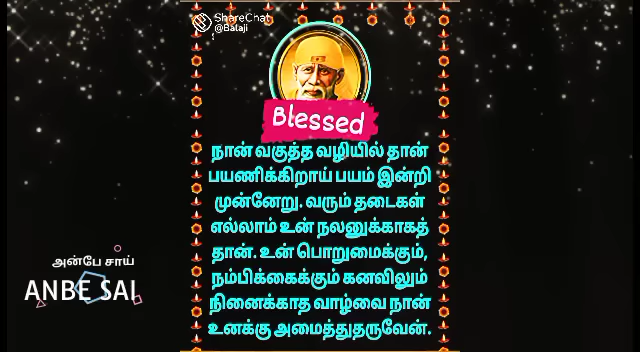 ShareChat
@Balaji
Blessed
நான் வகுத்த வழியில் தான்
பயணிக்கிறாய் பயம் இன்றி
முன்னேறு. வரும் தடைகள்
எல்லாம் உன் நலனுக்காகத்
தான். உன் பொறுமைக்கும்,
நம்பிக்கைக்கும் கனவிலும்
நினைக்காத வாழ்வை நான்
உனக்கு அமைத்துதருவேன்.
அன்பே சாய்
ANBE SAI